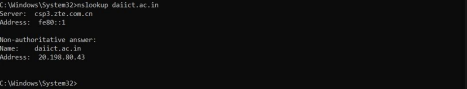 C:\Windows\System32>nslookup daiict.ac.in
Server:  csp3.zte.com.cn
Address:  fe80::1
Non-authoritative answer:
Name:    daiict.ac.in
Address:  20.198.80.43
C:\Windows\System32>